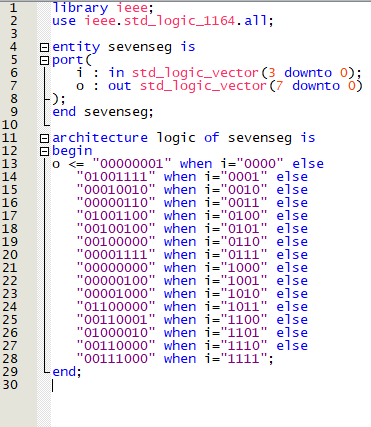 1 library ieee;
2 use ieee.std_logic_1164.all;
3
4 entity sevenseg is
5 port(
6 i : in std_logic_vector(3 downto 0);
7 o : out std_logic_vector(7 downto 0)
8 );
9 end sevenseg;
10
11 architecture logic of sevenseg is
12 begin
13 o <= "00000001" when i="0000" else
14 "01001111" when i="0001" else
15 "00010010" when i="0010" else
16 "00000110" when i="0011" else
17 "01001100" when i="0100" else
18 "00100100" when i="0101" else
19 "00100000" when i="0110" else
20 "00001111" when i="0111" else
21 "00000000" when i="1000" else
22 "00000100" when i="1001" else
23 "00001000" when i="1010" else
24 "01100000" when i="1011" else
25 "00110001" when i="1100" else
26 "01000010" when i="1101" else
27 "00110000" when i="1110" else
28 "00111000" when i="1111";
29 end;
30